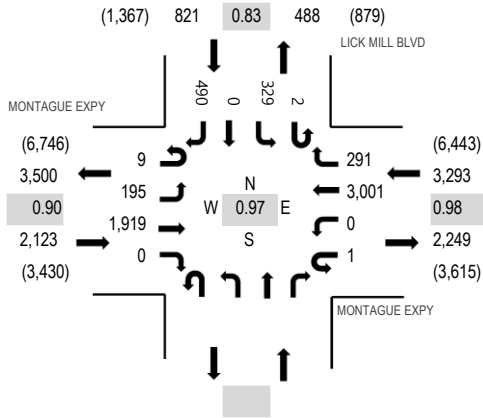 (1,367) 821 0.83 488 (879)
LICK MILL BLVD
490 0 329 2
MONTAGUE EXPY
(6,746) (6,443)
9 291
3,500 3,293
195 3,001
N
0.90 W 0.97 E 0.98
1,919 0
S
2,123 2,249
0 1
(3,430) (3,615)
MONTAGUE EXPY